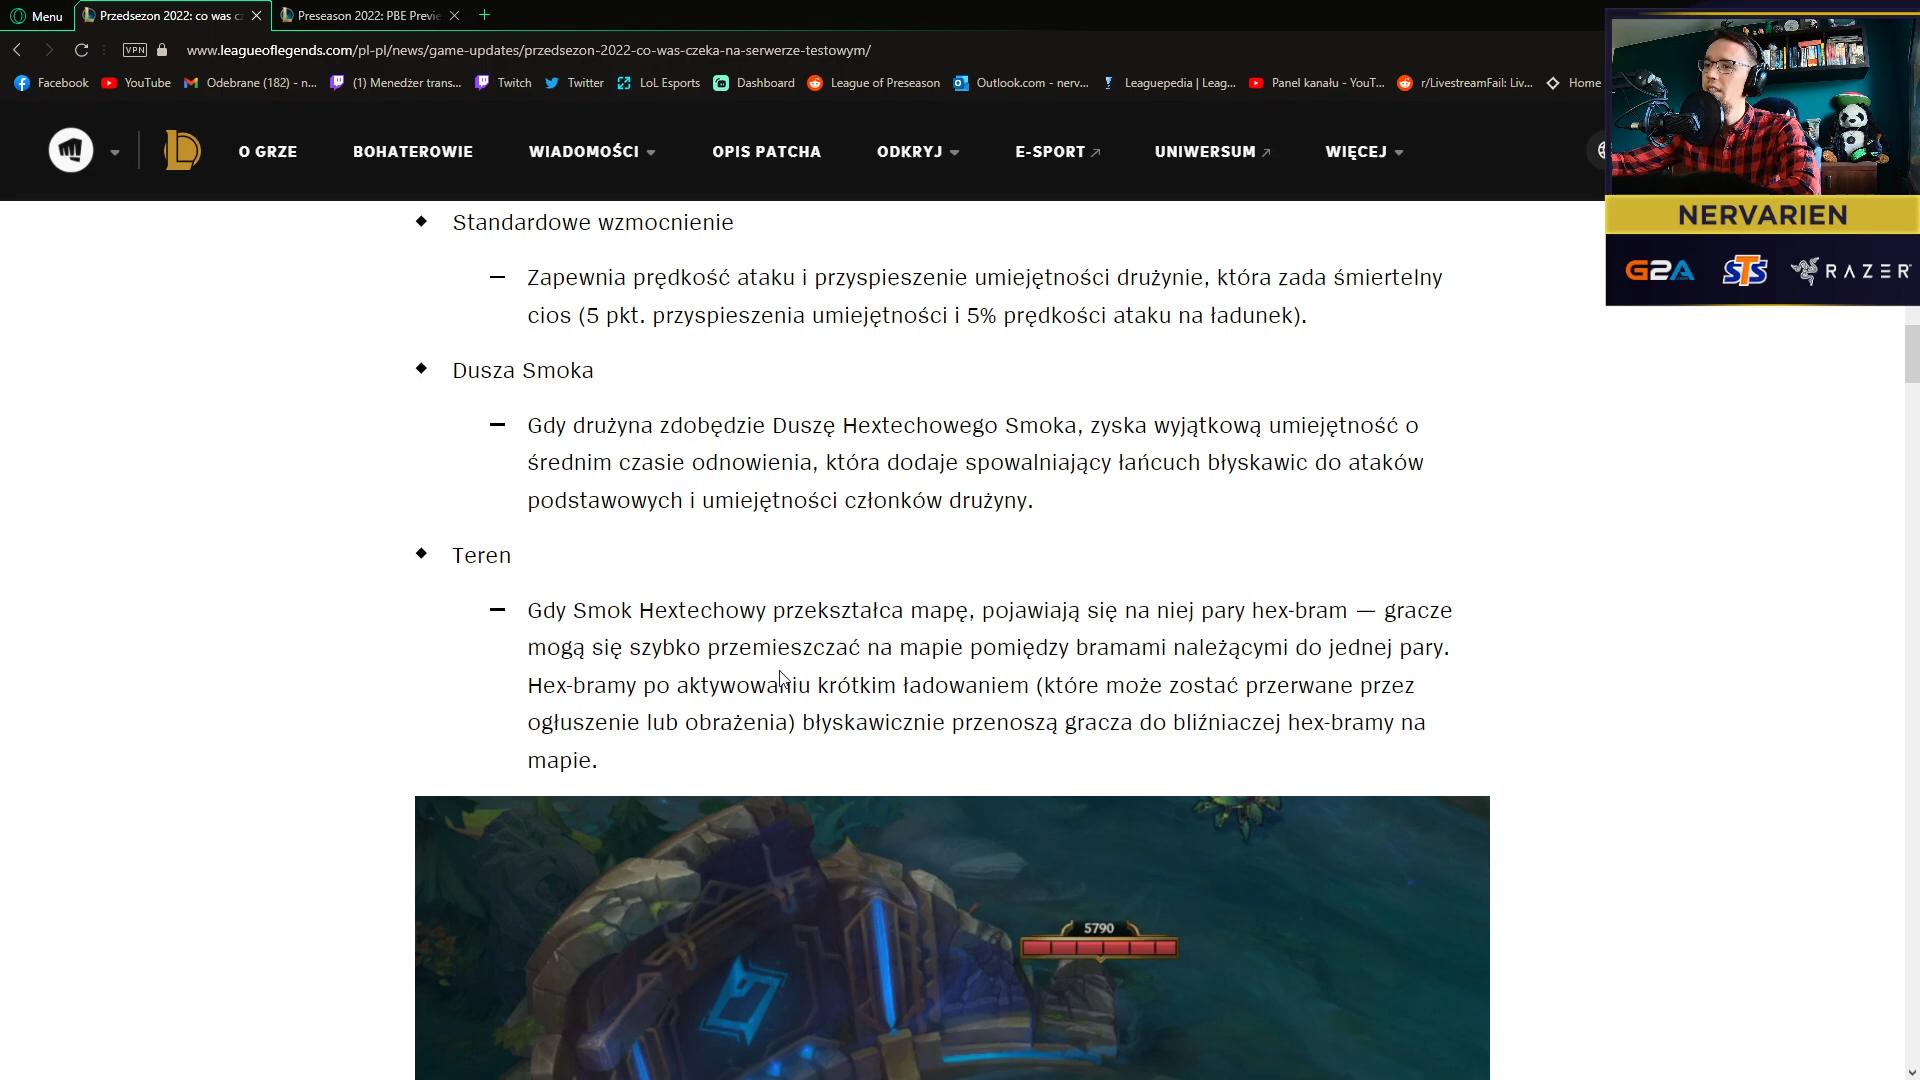 Menu
Przedsezon 2022: co was c
Preseason 2022: PBE Previe
VPN
www.leagueoflegends.com/pl-pl/news/game-updates/przedsezon-2022-co-was-czeka-na-serwerze-testowym/
Facebook
YouTube
Odebrane (182) - n...
(1) Menedżer trans...
Twitch
Twitter
LoL Esports
Dashboard
League of Preseason
Outlook.com - nerv...
Leaguepedia | Leag...
Panel kanału - YouT...
r/LivestreamFail: Liv...
Home
O GRZE
BOHATEROWIE
WIADOMOŚCI
OPIS PATCHA
ODKRYJ
E-SPORT
UNIWERSUM
WIĘCEJ
NERVARIEN
G2A
STS
RAZER
Standardowe wzmocnienie
Zapewnia prędkość ataku i przyspieszenie umiejętności drużynie, która zada śmiertelny
cios (5 pkt. przyspieszenia umiejętności i 5% prędkości ataku na ładunek).
Dusza Smoka
Gdy drużyna zdobędzie Duszę Hextechowego Smoka, zyska wyjątkową umiejętność o
średnim czasie odnowienia, która dodaje spowalniający łańcuch błyskawic do ataków
podstawowych i umiejętności członków drużyny.
Teren
Gdy Smok Hextechowy przekształca mapę, pojawiają się na niej pary hex-bram — gracze
mogą się szybko przemieszczać na mapie pomiędzy bramami należącymi do jednej pary.
Hex-bramy po aktywowaniu krótkim ładowaniem (które może zostać przerwane przez
ogłuszenie lub obrażenia) błyskawicznie przenoszą gracza do bliźniaczej hex-bramy na
mapie.
5790